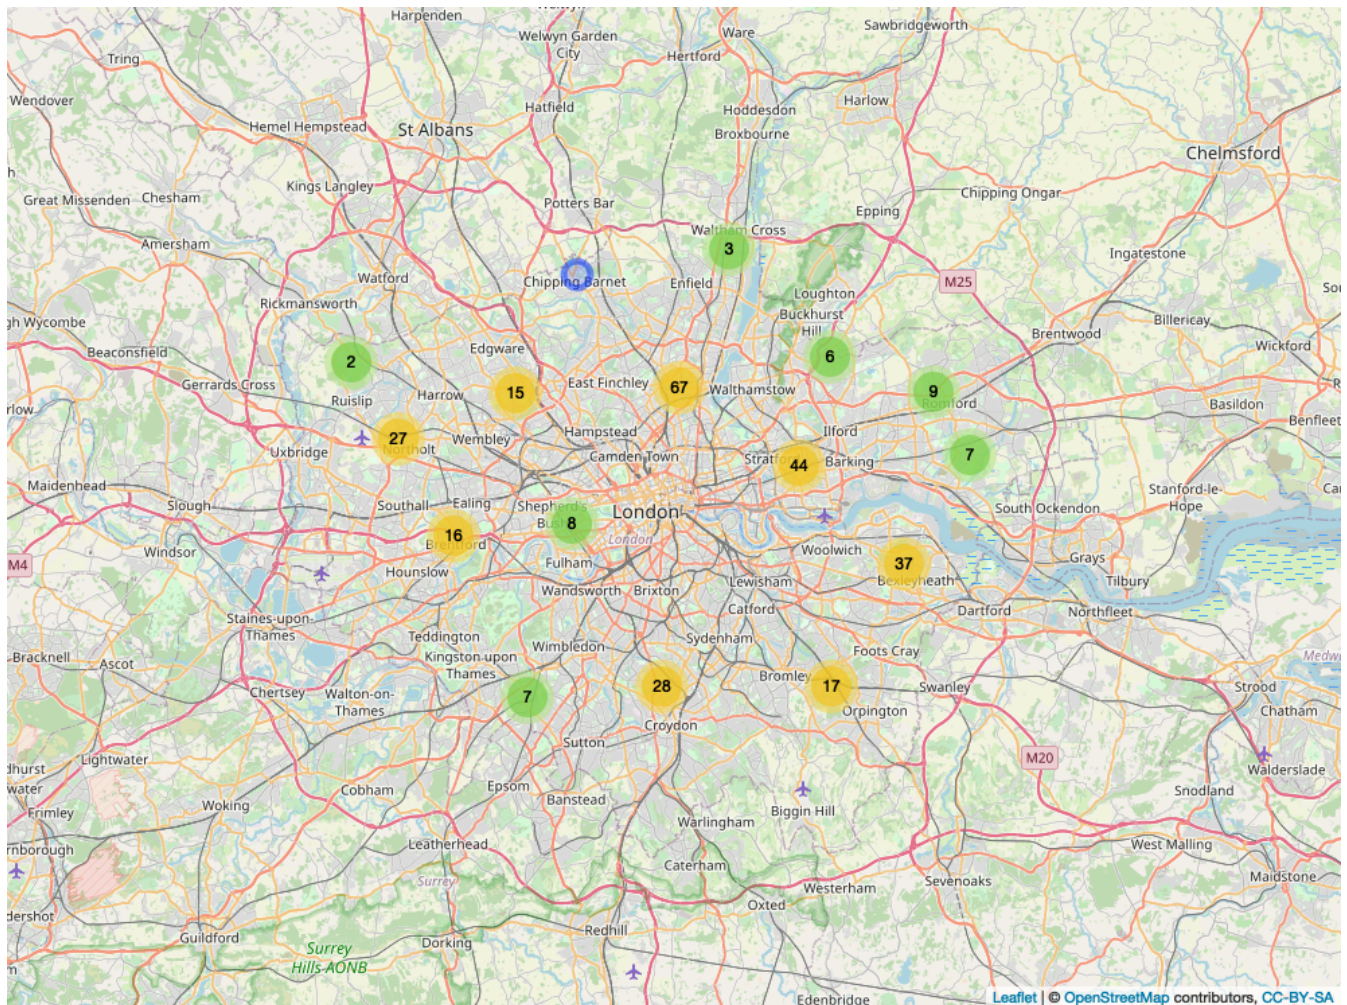 Harpenden
Sawbridgeworth
Ware
Welwyn Garden
City
Hertford
Tring
Wendover
Hatfield
Hoddesdon
Harlow
Hemel Hempstead
St Albans
Broxbourne
Chelmsford
Kings Langley
Great Missenden
Chesham
Potters Bar
Chipping Ongar
Epping
Amersham
Waltham Cross
3
Ingatestone
Watford
Chipping Barnet
Enfield
M25
Rickmansworth
Loughton
Buckhurst
Hill
gh Wycombe
Billericay
Brentwood
Wickford
Beaconsfield
Edgware
2
6
Gerrards Cross
15
East Finchley
67
Walthamstow
9
Romford
Ruislip
Harrow
Basildon
Benfleet
27
Northolt
Wembley
Hampstead
Ilford
Uxbridge
Camden Town
Stratford
44
Barking
7
Maidenhead
Slough
Southall
Ealing
Shepherd's
Bush
8
London
South Ockendon
Stanford-le-
Hope
16
Brentford
London
Windsor
Woolwich
Grays
M4
Hounslow
Fulham
37
Bexleyheath
Tilbury
Wandsworth
Brixton
Lewisham
Catford
Dartford
Northfleet
Staines-upon-
Thames
Teddington
Wimbledon
Sydenham
Foots Cray
Bracknell
Ascot
Kingston upon
Thames
Bromley
Chertsey
Walton-on-
Thames
7
28
17
Swanley
Strood
Orpington
Chatham
Croydon
Sutton
Lightwater
M20
Walderslade
Cobham
Epsom
Banstead
Biggin Hill
Snodland
Woking
Frimley
Warlingham
Leatherhead
West Malling
Caterham
Surrey
Westerham
Sevenoaks
Maidstone
Oxted
Guildford
Dorking
Redhill
Surrey
Hills AONB
Edenbridge
Leaflet | © OpenStreetMap contributors, CC-BY-SA